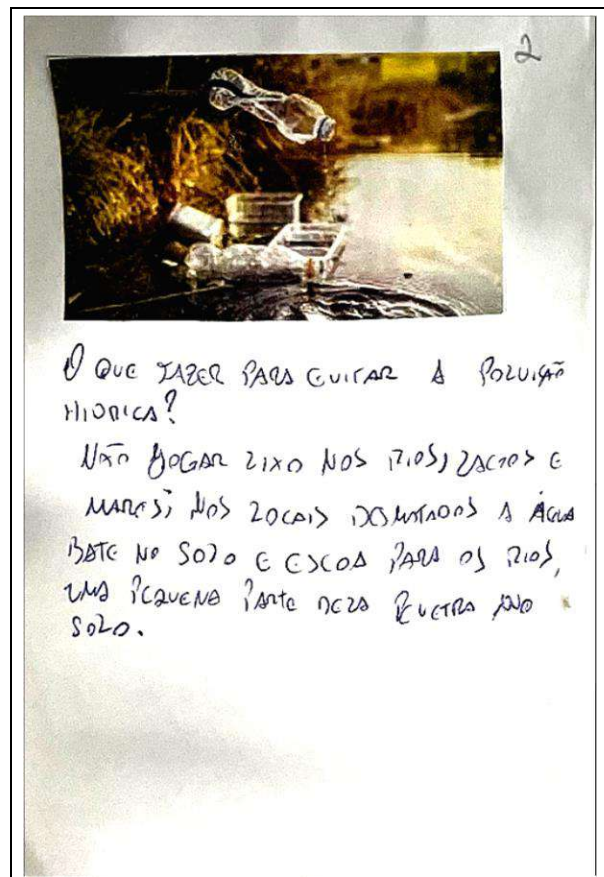 2
O QUE FAZER PARA EVITAR A POLUIÇÃO
HIDRICA?
NÃO JOGAR LIXO NOS RIOS, LAGOS E
MARES; NOS LOCAIS DESMATADOS A ÁGUA
BATE NO SOLO E ESCOA PARA OS RIOS,
UMA PEQUENA PARTE DELA PENETRA NO
SOLO.